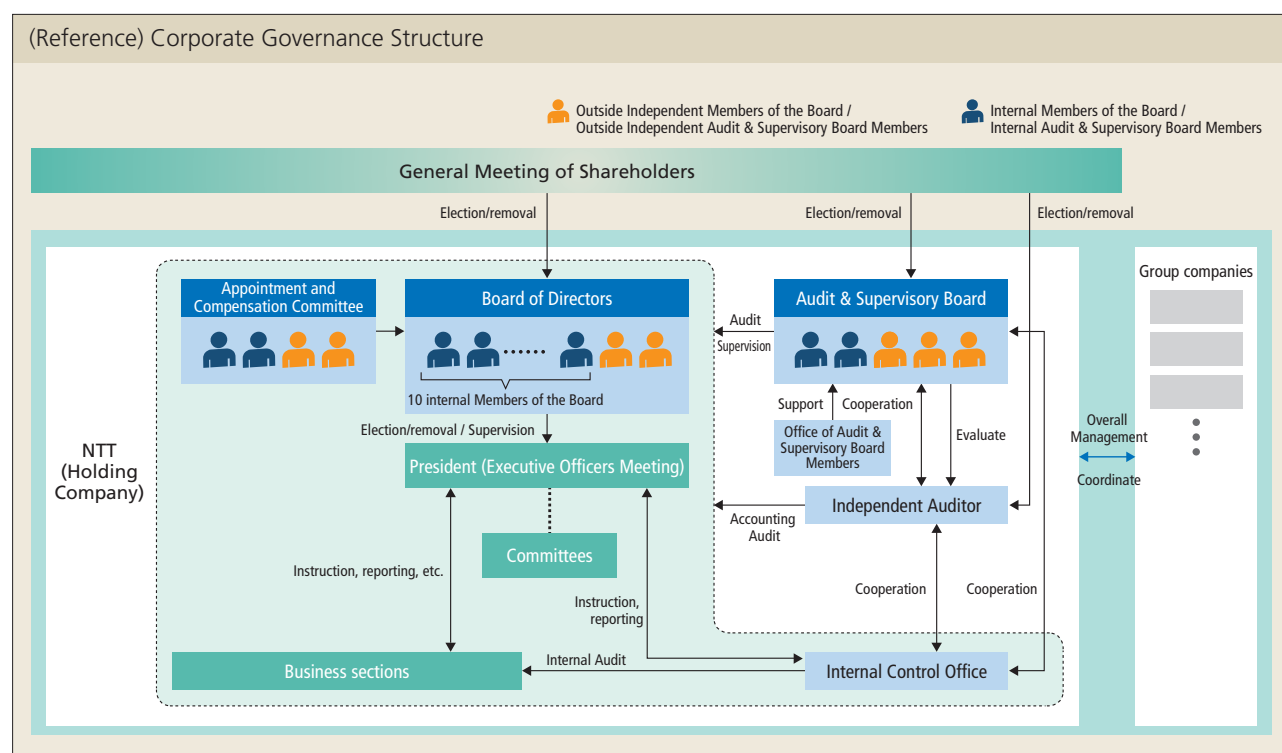 (Reference) Corporate Governance Structure
Outside Independent Members of the Board /
Outside Independent Audit & Supervisory Board Members
Internal Members of the Board /
Internal Audit & Supervisory Board Members
General Meeting of Shareholders
Election/removal
Election/removal
Election/removal
NTT
(Holding
Company)
Appointment and
Compensation Committee
Board of Directors
10 internal Members of the Board
Audit & Supervisory Board
Audit
Supervision
Group companies
Election/removal / Supervision
Support
Cooperation
Office of Audit &
Supervisory Board
Members
Evaluate
Overall
Management
Coordinate
President (Executive Officers Meeting)
Independent Auditor
Accounting
Audit
Committees
Instruction, reporting, etc.
Instruction,
reporting
Cooperation
Cooperation
Business sections
Internal Audit
Internal Control Office